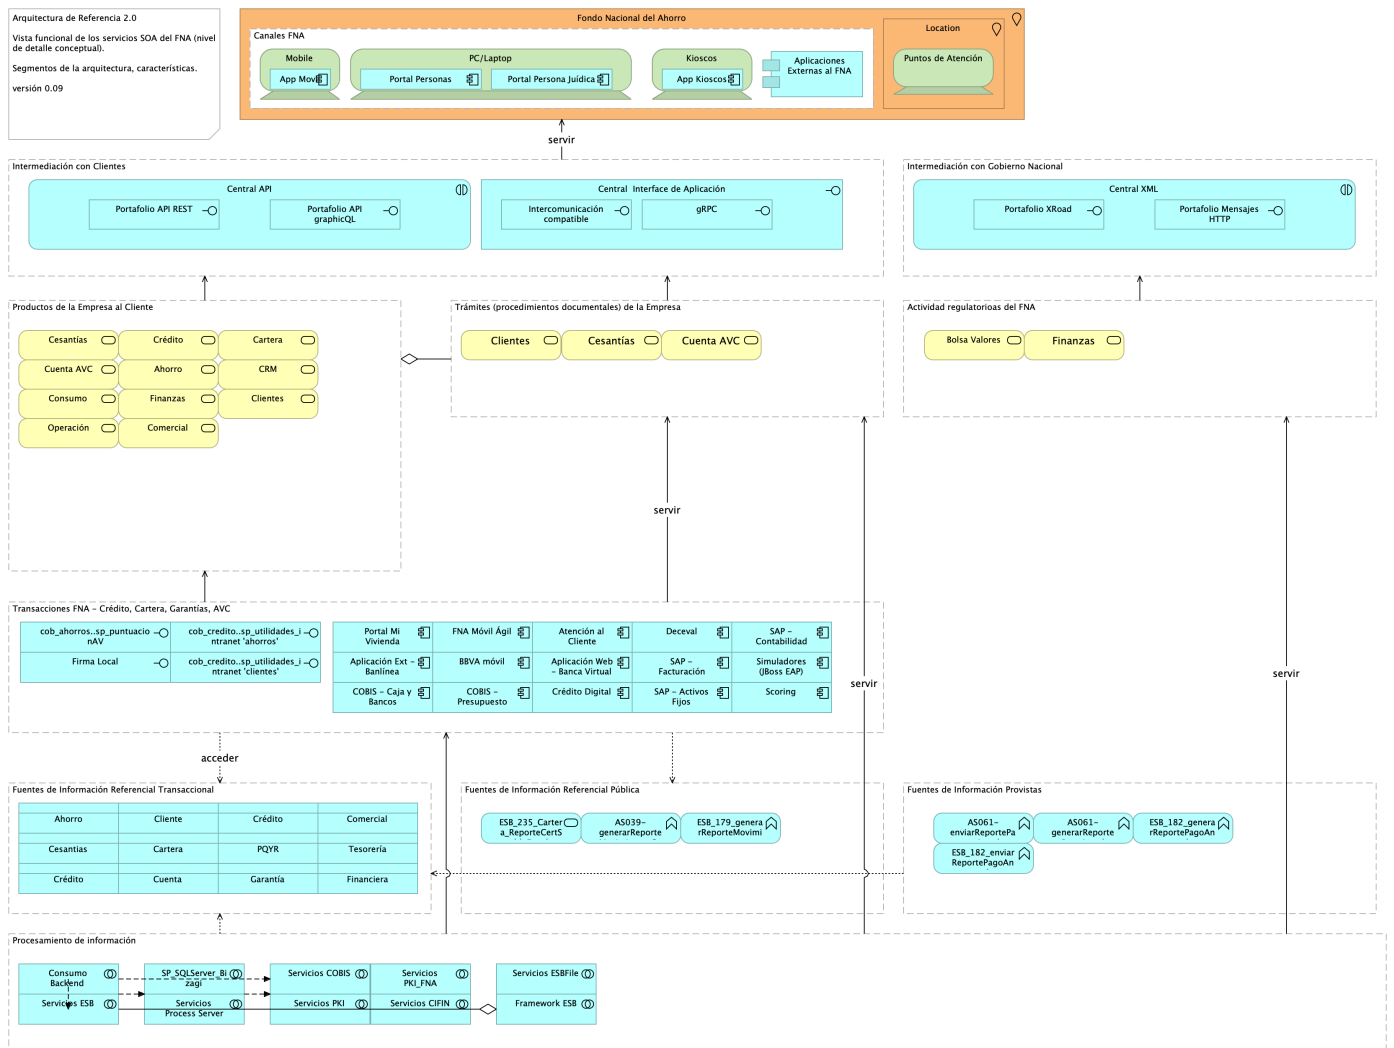 Arquitectura de Referencia 2.0
Vista funcional de los servicios SOA del FNA (nivel
de detalle conceptual).
Segmentos de la arquitectura, características.
versión 0.09
Fondo Nacional del Ahorro
Canales FNA
Mobile
App Movil
PC/Laptop
Portal Personas
Portal Persona Jurídica
Kioscos
App Kioscos
Aplicaciones
Externas al FNA
Location
Puntos de Atención
servir
Intermediación con Clientes
Central API
Portafolio API REST
Portafolio API
graphicQL
Central Interface de Aplicación
Intercomunicación
compatible
gRPC
Intermediación con Gobierno Nacional
Central XML
Portafolio XRoad
Portafolio Mensajes
HTTP
Productos de la Empresa al Cliente
Cesantías
Crédito
Cartera
Cuenta AVC
Ahorro
CRM
Consumo
Finanzas
Clientes
Operación
Comercial
Trámites (procedimientos documentales) de la Empresa
Clientes
Cesantías
Cuenta AVC
Actividad regulatorioas del FNA
Bolsa Valores
Finanzas
servir
servir
servir
Transacciones FNA - Crédito, Cartera, Garantías, AVC
cob_ahorros..sp_puntuacio
nAV
cob_credito..sp_utilidades_i
ntranet 'ahorros'
Firma Local
cob_credito..sp_utilidades_i
ntranet 'clientes'
Portal Mi
Vivienda
FNA Móvil Ágil
Atención al
Cliente
Deceval
SAP -
Contabilidad
Aplicación Ext -
Banlínea
BBVA móvil
Aplicación Web
- Banca Virtual
SAP -
Facturación
Simuladores
(JBoss EAP)
COBIS - Caja y
Bancos
COBIS -
Presupuesto
Crédito Digital
SAP - Activos
Fijos
Scoring
acceder
Fuentes de Información Referencial Transaccional
Ahorro
Cliente
Crédito
Comercial
Cesantias
Cartera
PQYR
Tesorería
Crédito
Cuenta
Garantía
Financiera
Fuentes de Información Referencial Pública
ESB_235_Carter
a_ReporteCertS
AS039-
generarReporte
ESB_179_genera
rReporteMovimi
Fuentes de Información Provistas
AS061-
enviarReportePa
AS061-
generarReporte
ESB_182_genera
rReportePagoAn
ESB_182_enviar
ReportePagoAn
Procesamiento de información
Consumo
Backend
SP_SQLServer_Bi
zagi
Servicios COBIS
Servicios
PKI_FNA
Servicios ESBFile
Servicios ESB
Servicios
Process Server
Servicios PKI
Servicios CIFIN
Framework ESB